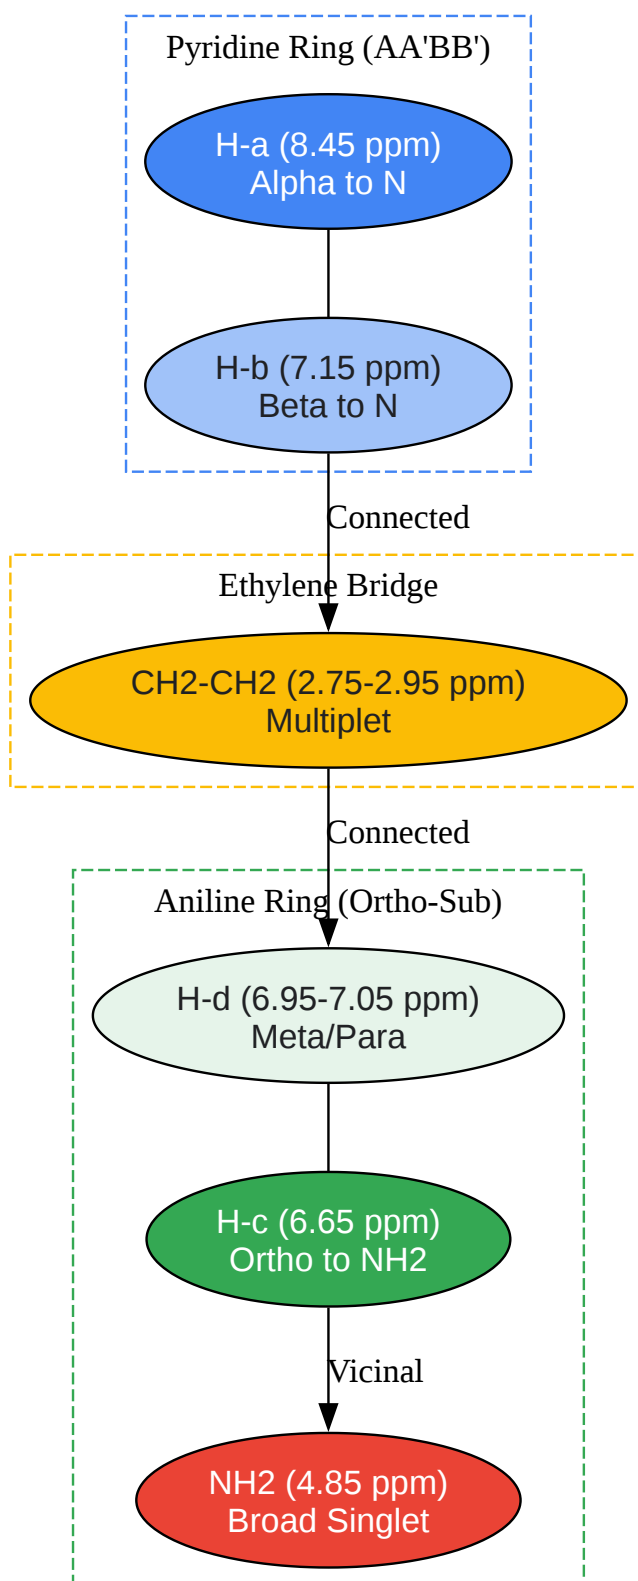 Pyridine Ring (AA'BB')
H-a (8.45 ppm)
Alpha to N
H-b (7.15 ppm)
Beta to N
Connected
Ethylene Bridge
CH2-CH2 (2.75-2.95 ppm)
Multiplet
Connected
Aniline Ring (Ortho-Sub)
H-d (6.95-7.05 ppm)
Meta/Para
H-c (6.65 ppm)
Ortho to NH2
Vicinal
NH2 (4.85 ppm)
Broad Singlet